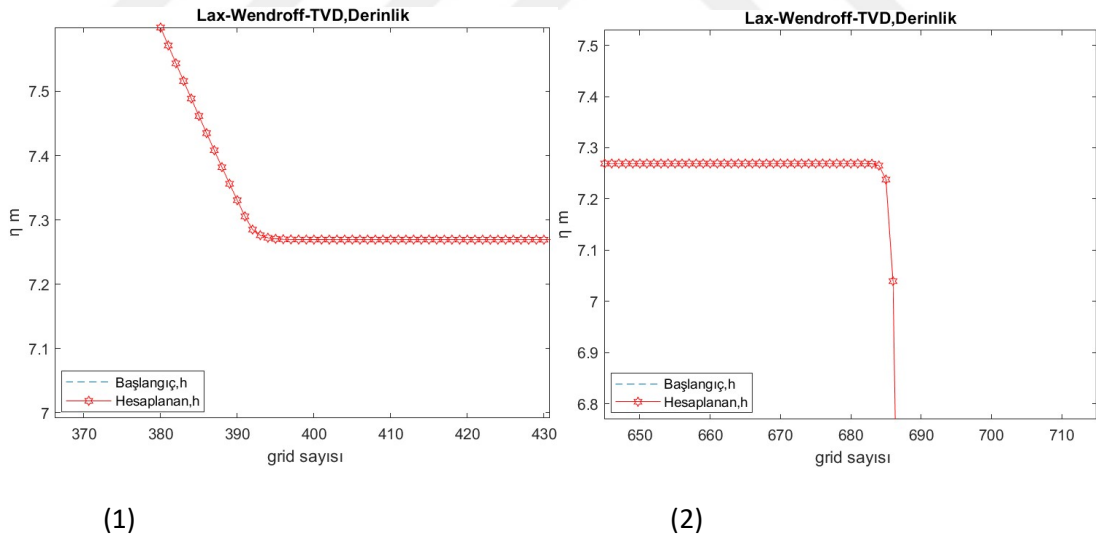 Lax-Wendroff-TVD,Derinlik
7.5
7.4
7.3
7.2
7.1
7
η m
Başlangıç,h
Hesaplanan,h
370 380 390 400 410 420 430
grid sayısı
(1)
Lax-Wendroff-TVD,Derinlik
7.5
7.4
7.3
7.2
7.1
7
6.9
6.8
η m
Başlangıç,h
Hesaplanan,h
650 660 670 680 690 700 710
grid sayısı
(2)